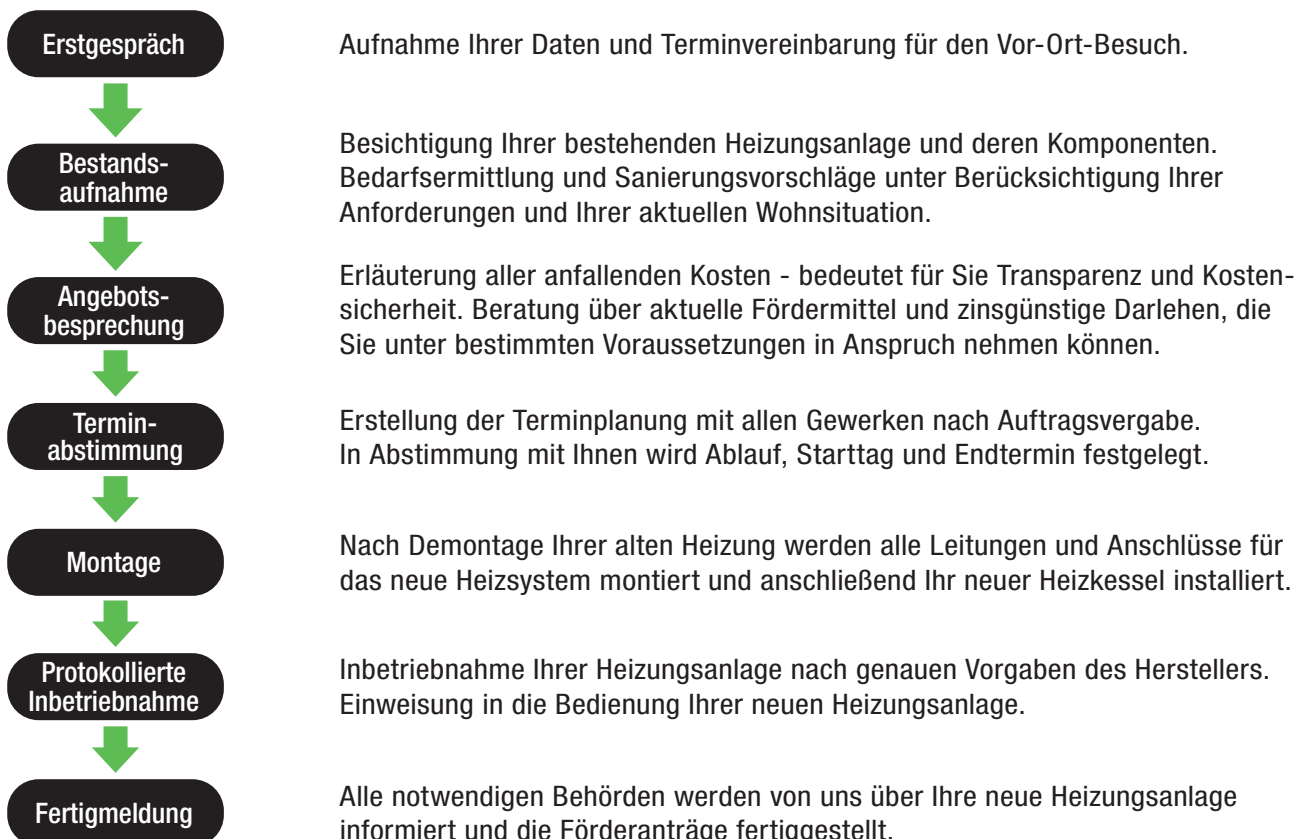 Erstgespräch
Aufnahme Ihrer Daten und Terminvereinbarung für den Vor-Ort-Besuch.
Bestands-
aufnahme
Besichtigung Ihrer bestehenden Heizungsanlage und deren Komponenten.
Bedarfsermittlung und Sanierungsvorschläge unter Berücksichtigung Ihrer
Anforderungen und Ihrer aktuellen Wohnsituation.
Angebots-
besprechung
Erläuterung aller anfallenden Kosten - bedeutet für Sie Transparenz und Kosten-
sicherheit. Beratung über aktuelle Fördermittel und zinsgünstige Darlehen, die
Sie unter bestimmten Voraussetzungen in Anspruch nehmen können.
Termin-
abstimmung
Erstellung der Terminplanung mit allen Gewerken nach Auftragsvergabe.
In Abstimmung mit Ihnen wird Ablauf, Starttag und Endtermin festgelegt.
Montage
Nach Demontage Ihrer alten Heizung werden alle Leitungen und Anschlüsse für
das neue Heizsystem montiert und anschließend Ihr neuer Heizkessel installiert.
Protokollierte
Inbetriebnahme
Inbetriebnahme Ihrer Heizungsanlage nach genauen Vorgaben des Herstellers.
Einweisung in die Bedienung Ihrer neuen Heizungsanlage.
Fertigmeldung
Alle notwendigen Behörden werden von uns über Ihre neue Heizungsanlage
informiert und die Förderanträge fertiggestellt.